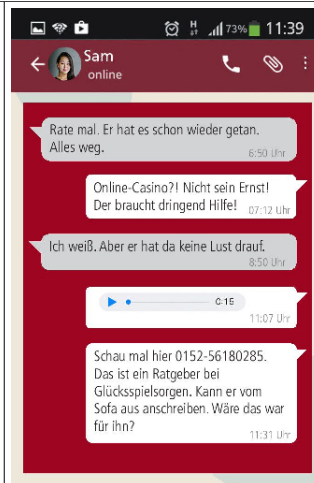 73% 11:39
Sam
online
Rate mal. Er hat es schon wieder getan.
Alles weg.
6:50 Uhr
Online-Casino?! Nicht sein Ernst!
Der braucht dringend Hilfe! 07:12 Uhr
Ich weiß. Aber er hat da keine Lust drauf.
8:50 Uhr
0:15
11:07 Uhr
Schau mal hier 0152-56180285.
Das ist ein Ratgeber bei
Glücksspielsorgen. Kann er vom
Sofa aus anschreiben. Wäre das war
für ihn?
11:31 Uhr